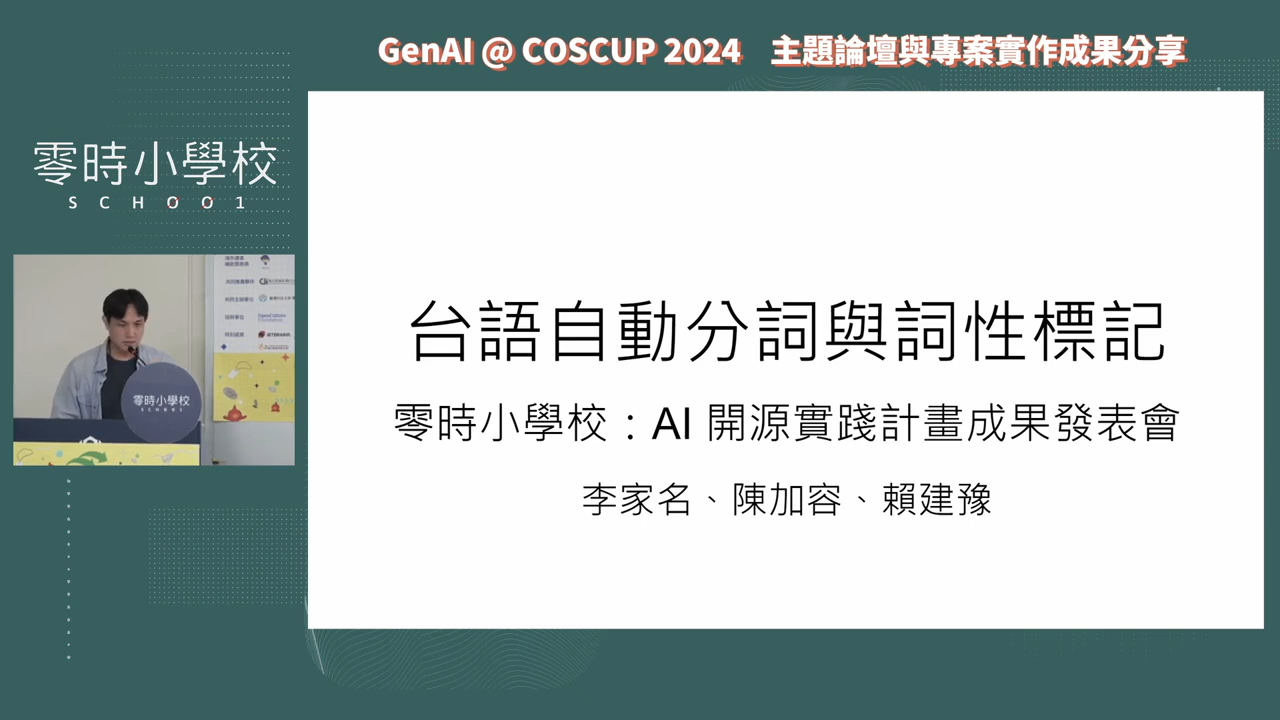 GenAI @ COSCUP 2024 主題論壇與專案實作成果分享
零時小學校
SCHOO1
零時小學校
SCHOO1
台語自動分詞與詞性標記
零時小學校：AI 開源實踐計畫成果發表會
李家名、陳加容、賴建豫